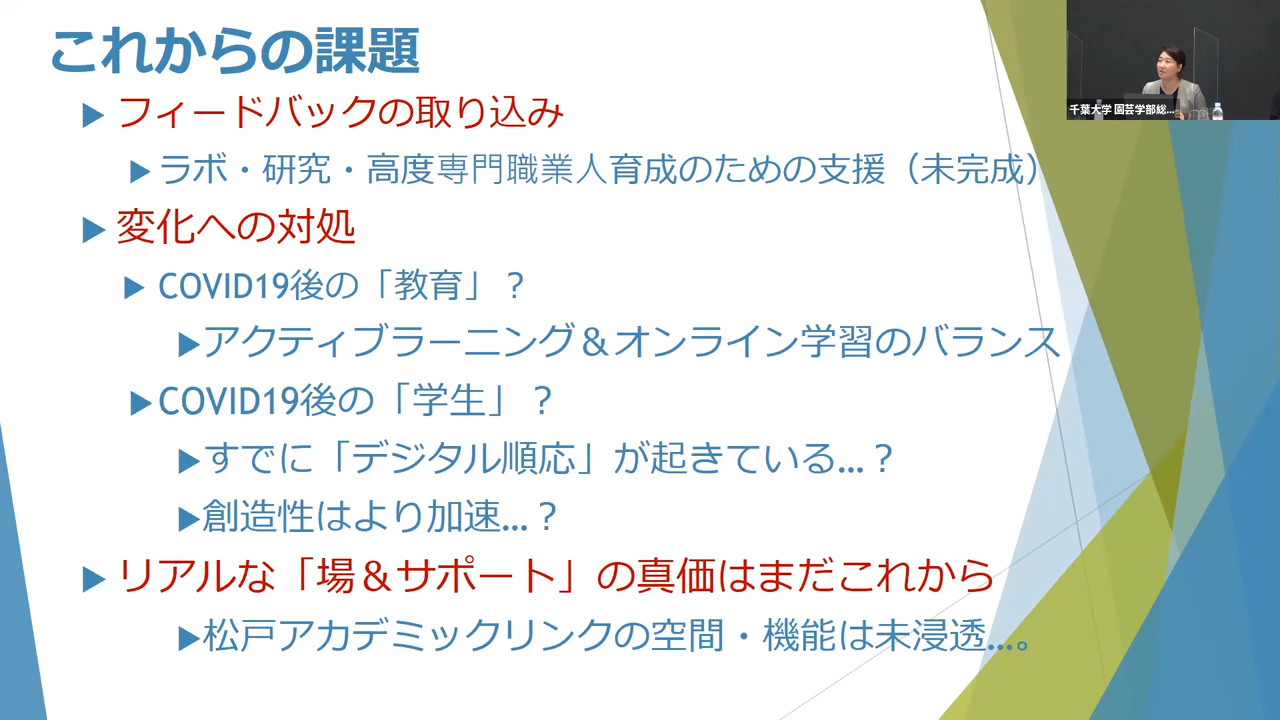 これからの課題
千葉大学 園芸学部総...
フィードバックの取り込み
ラボ・研究・高度専門職業人育成のための支援（未完成）
変化への対処
COVID19後の「教育」？
アクティブラーニング＆オンライン学習のバランス
COVID19後の「学生」？
すでに「デジタル順応」が起きている...？
創造性はより加速...？
リアルな「場＆サポート」の真価はまだこれから
松戸アカデミックリンクの空間・機能は未浸透...。